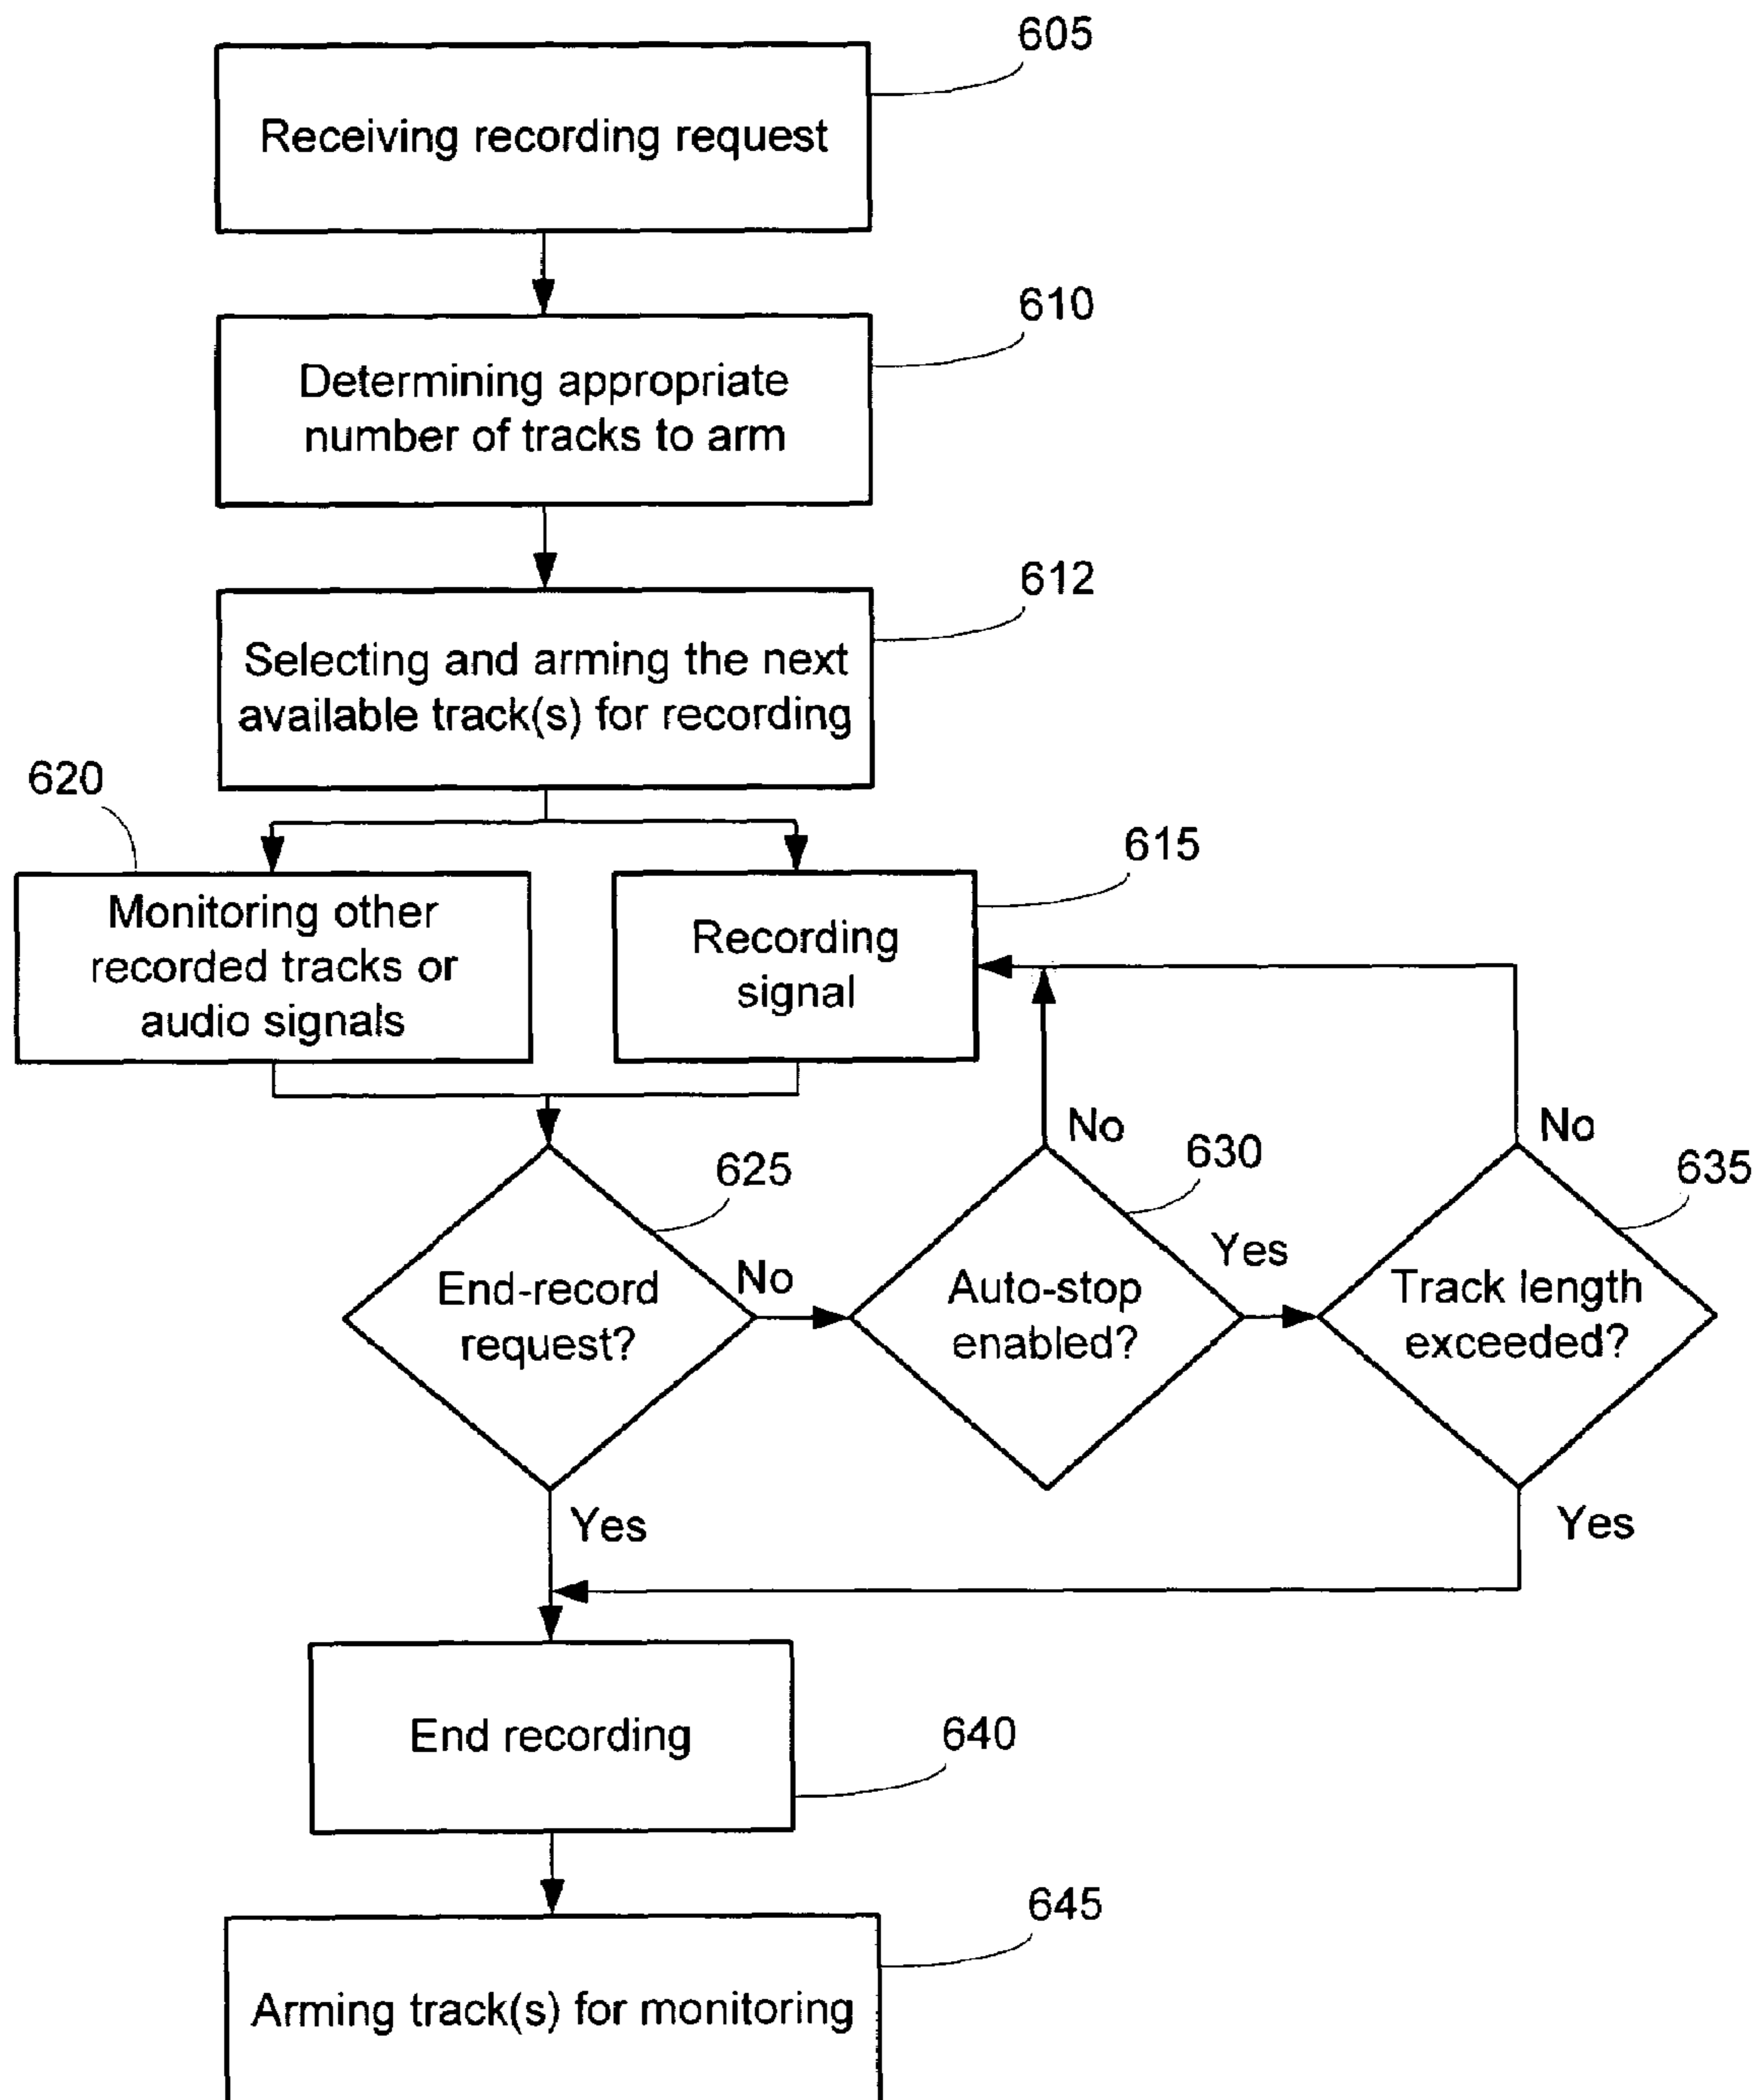 605
Receiving recording request
610
Determining appropriate
number of tracks to arm
612
Selecting and arming the next
available track(s) for recording
620
615
Monitoring other
recorded tracks or
audio signals
Recording
signal
No
No
625
630
635
End-record
request?
No
Auto-stop
enabled?
Yes
Track length
exceeded?
Yes
Yes
End recording
640
645
Arming track(s) for monitoring